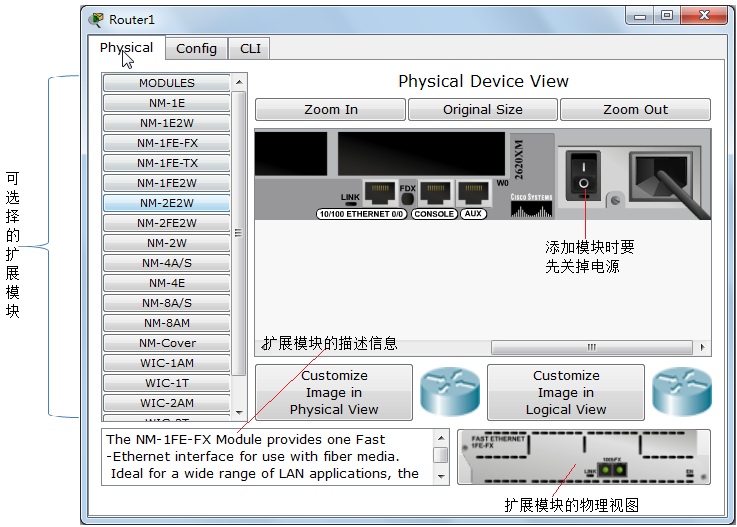 Router1
Physical
Config
CLI
可选择的扩展模块
MODULES
NM-1E
NM-1E2W
NM-1FE-FX
NM-1FE-TX
NM-1FE2W
NM-2E2W
NM-2FE2W
NM-2W
NM-4A/S
NM-4E
NM-8A/S
NM-8AM
NM-Cover
WIC-1AM
WIC-1T
WIC-2AM
Physical Device View
Zoom In
Original Size
Zoom Out
2620XM
W0
LINK
FDX
10/100 ETHERNET 0/0
CONSOLE
AUX
CISCO SYSTEMS
添加模块时要
先关掉电源
扩展模块的描述信息
Customize
Image in
Physical View
Customize
Image in
Logical View
The NM-1FE-FX Module provides one Fast
-Ethernet interface for use with fiber media.
Ideal for a wide range of LAN applications, the
FAST ETHERNET
1FE-FX
100bFX
LINK
EN
扩展模块的物理视图